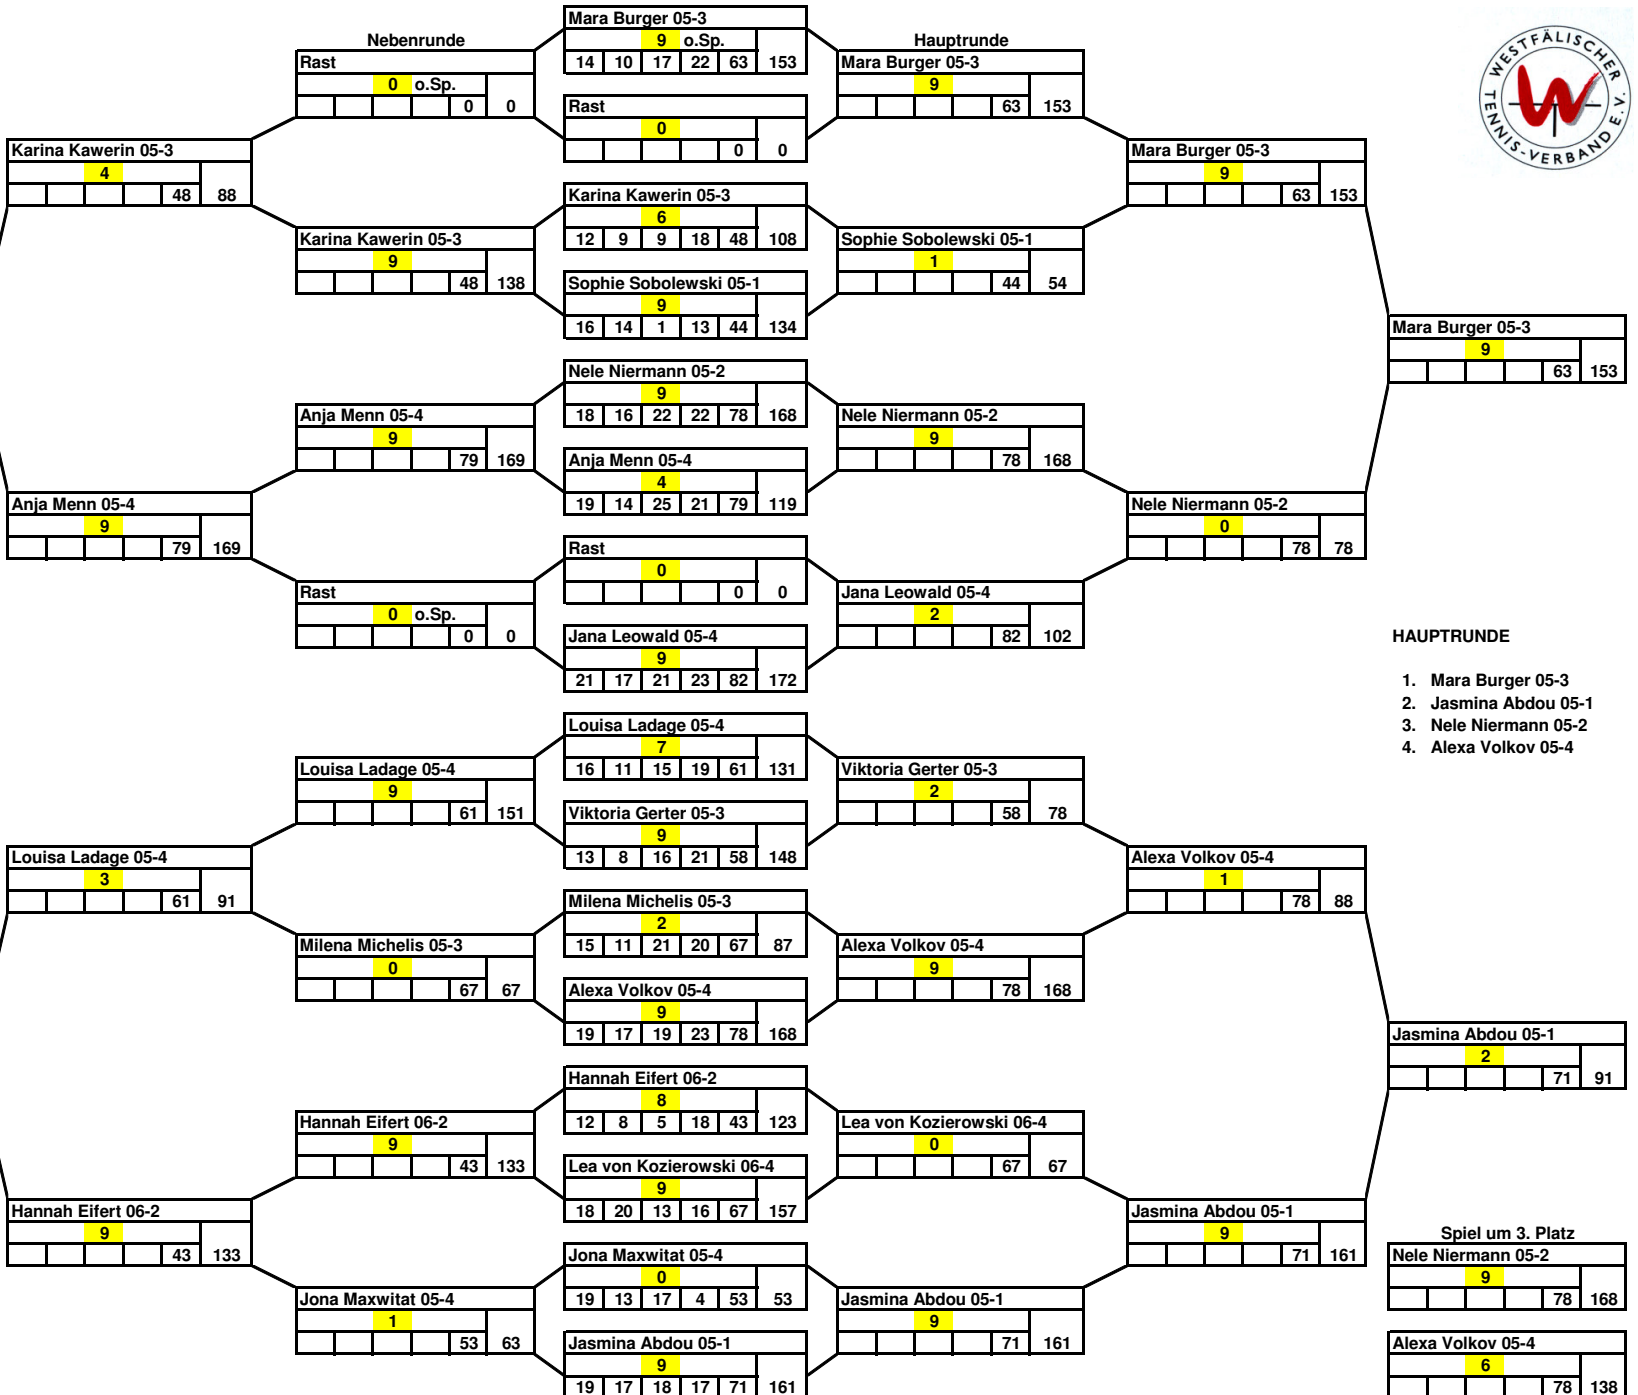 Nebenrunde
Hauptrunde
WESTFÄLISCHER TENNIS-VERBAND E.V.
Karina Kawerin 05-3
4
48 88
Anja Menn 05-4
9
79 169
Louisa Ladage 05-4
3
61 91
Hannah Eifert 06-2
9
43 133
Rast
0 o.Sp.
0 0
Karina Kawerin 05-3
9
48 138
Anja Menn 05-4
9
79 169
Rast
0 o.Sp.
0 0
Louisa Ladage 05-4
9
61 151
Milena Michelis 05-3
0
67 67
Hannah Eifert 06-2
9
43 133
Jona Maxwitat 05-4
1
53 63
Mara Burger 05-3
9 o.Sp.
14 10 17 22 63 153
Rast
0
0 0
Karina Kawerin 05-3
6
12 9 9 18 48 108
Sophie Sobolewski 05-1
9
16 14 1 13 44 134
Nele Niermann 05-2
9
18 16 22 22 78 168
Anja Menn 05-4
4
19 14 25 21 79 119
Rast
0
0 0
Jana Leowald 05-4
9
21 17 21 23 82 172
Louisa Ladage 05-4
7
16 11 15 19 61 131
Viktoria Gerter 05-3
9
13 8 16 21 58 148
Milena Michelis 05-3
2
15 11 21 20 67 87
Alexa Volkov 05-4
9
19 17 19 23 78 168
Hannah Eifert 06-2
8
12 8 5 18 43 123
Lea von Kozierowski 06-4
9
18 20 13 16 67 157
Jona Maxwitat 05-4
0
19 13 17 4 53 53
Jasmina Abdou 05-1
9
19 17 18 17 71 161
Mara Burger 05-3
9
63 153
Sophie Sobolewski 05-1
1
44 54
Nele Niermann 05-2
9
78 168
Jana Leowald 05-4
2
82 102
Viktoria Gerter 05-3
2
58 78
Alexa Volkov 05-4
9
78 168
Lea von Kozierowski 06-4
0
67 67
Jasmina Abdou 05-1
9
71 161
Mara Burger 05-3
9
63 153
Nele Niermann 05-2
0
78 78
Alexa Volkov 05-4
1
78 88
Jasmina Abdou 05-1
9
71 161
Mara Burger 05-3
9
63 153
HAUPTRUNDE
1. Mara Burger 05-3
2. Jasmina Abdou 05-1
3. Nele Niermann 05-2
4. Alexa Volkov 05-4
Jasmina Abdou 05-1
2
71 91
Spiel um 3. Platz
Nele Niermann 05-2
9
78 168
Alexa Volkov 05-4
6
78 138